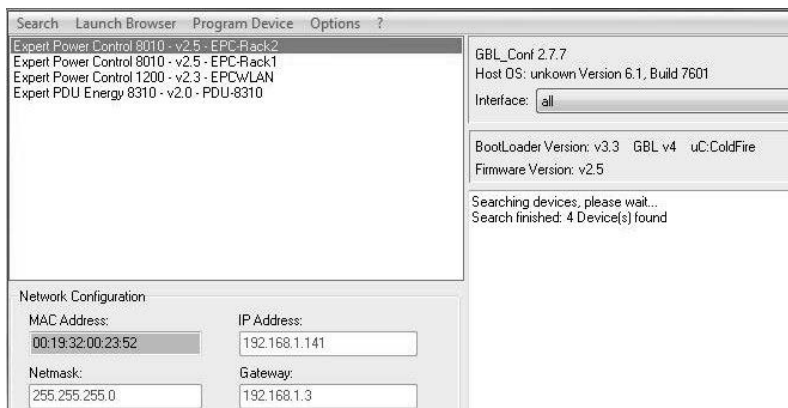 Search Launch Browser Program Device Options ?
Expert Power Control 8010 - v2.5 - EPC-Rack2
Expert Power Control 8010 - v2.5 - EPC-Rack1
Expert Power Control 1200 - v2.3 - EPCWLAN
Expert PDU Energy 8310 - v2.0 - PDU-8310
GBL_Conf 2.7.7
Host OS: unkown Version 6.1, Build 7601
Interface: all
BootLoader Version: v3.3 GBL v4 uC:ColdFire
Firmware Version: v2.5
Searching devices, please wait...
Search finished: 4 Device(s) found
Network Configuration
MAC Address: IP Address:
00:19:32:00:23:52 192.168.1.141
Netmask: Gateway:
255.255.255.0 192.168.1.3